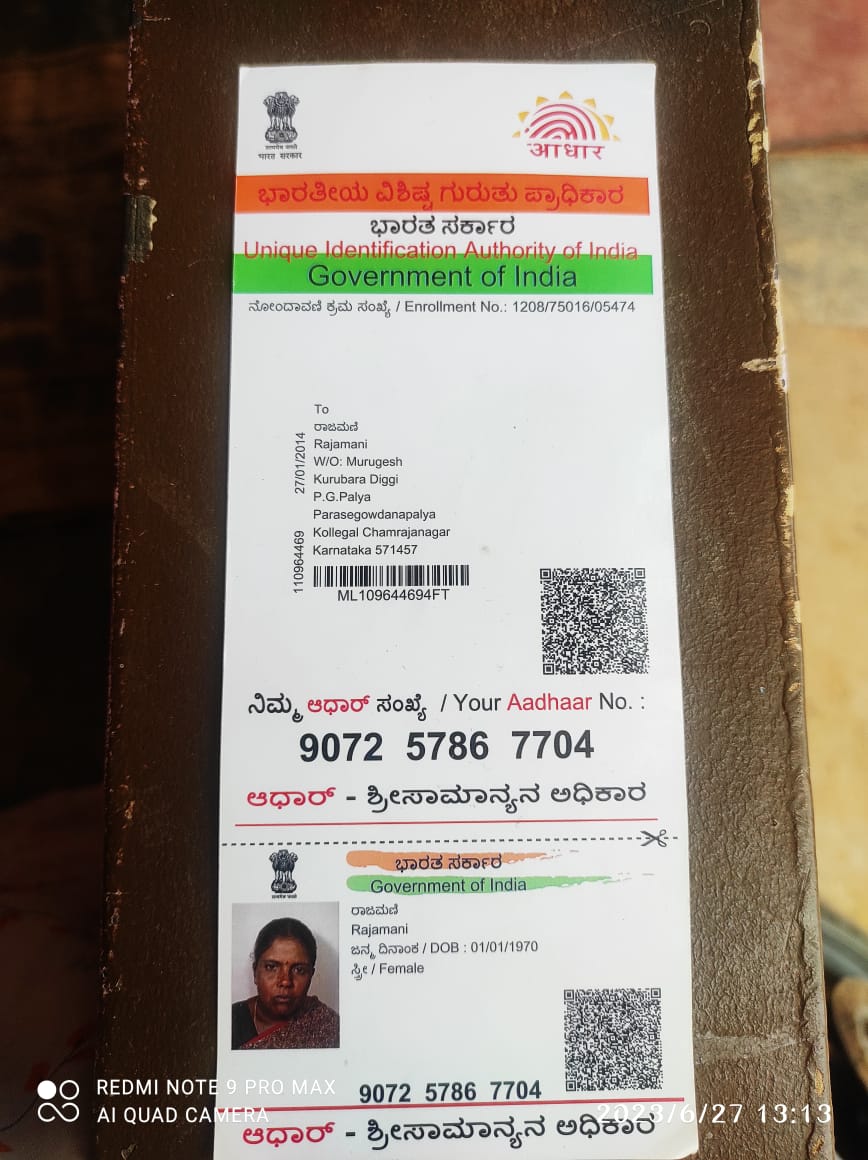 सत्यमेव जयते
भारत सरकार
आधार
ಭಾರತೀಯ ವಿಶಿಷ್ಟ ಗುರುತು ಪ್ರಾಧಿಕಾರ
ಭಾರತ ಸರ್ಕಾರ
Unique Identification Authority of India
Government of India
ನೋಂದಾವಣಿ ಕ್ರಮ ಸಂಖ್ಯೆ / Enrollment No.: 1208/75016/05474
To
ರಾಜಮಣಿ
Rajamani
W/O: Murugesh
Kurubara Diggi
P.G.Palya
Parasegowdanapalya
Kollegal Chamrajanagar
Karnataka 571457
27/01/2014
110964469
ML109644694FT
ನಿಮ್ಮ ಆಧಾರ್ ಸಂಖ್ಯೆ / Your Aadhaar No. :
9072 5786 7704
ಆಧಾರ್ - ಶ್ರೀಸಾಮಾನ್ಯನ ಅಧಿಕಾರ
ಭಾರತ ಸರ್ಕಾರ
Government of India
ರಾಜಮಣಿ
Rajamani
ಜನ್ಮ ದಿನಾಂಕ / DOB : 01/01/1970
ಸ್ತ್ರೀ / Female
9072 5786 7704
ಆಧಾರ್ - ಶ್ರೀಸಾಮಾನ್ಯನ ಅಧಿಕಾರ
REDMI NOTE 9 PRO MAX
AI QUAD CAMERA
2023/6/27 13:13